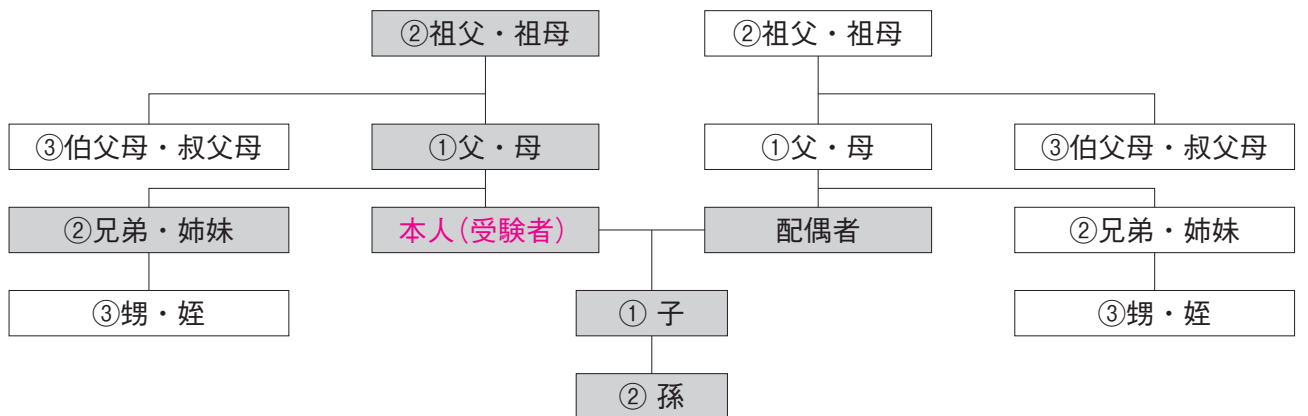 ②祖父・祖母
②祖父・祖母
③伯父母・叔父母
①父・母
①父・母
③伯父母・叔父母
②兄弟・姉妹
本人（受験者）
配偶者
②兄弟・姉妹
③甥・姪
① 子
③甥・姪
② 孫